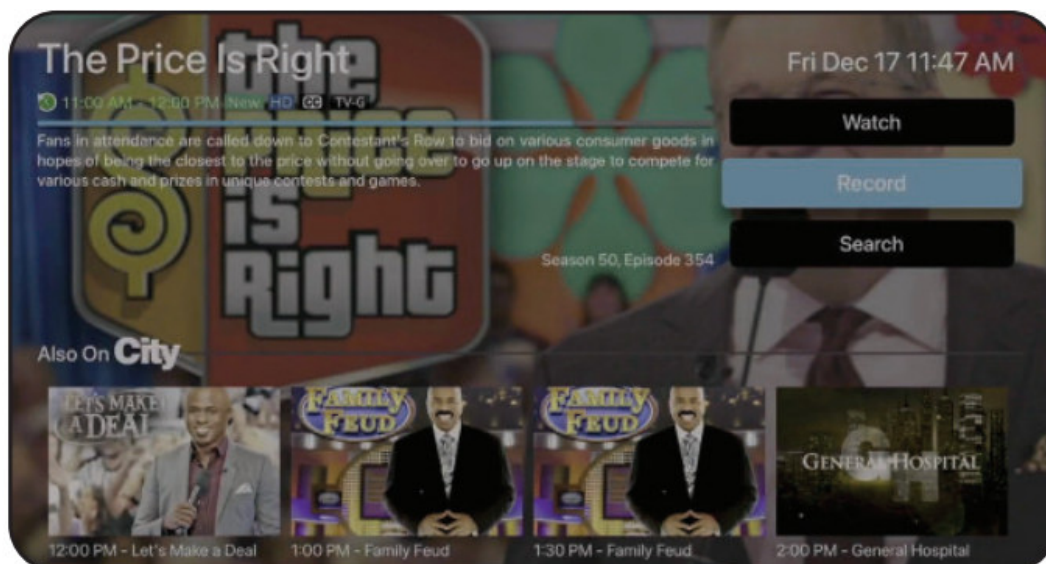 The Price Is Right
Fri Dec 17 11:47 AM
11:00 AM - 12:00 PM New HD CC TV-G
Fans in attendance are called down to Contestant's Row to bid on various consumer goods in
hopes of being the closest to the price without going over to go up on the stage to compete for
various cash and prizes in unique contests and games.
Season 50, Episode 354
Watch
Record
Search
the
price
is
Right
Also On City
LET'S MAKE
A DEAL
FAMILY
FEUD
FAMILY
FEUD
GH
GENERAL HOSPITAL
12:00 PM - Let's Make a Deal
1:00 PM - Family Feud
1:30 PM - Family Feud
2:00 PM - General Hospital